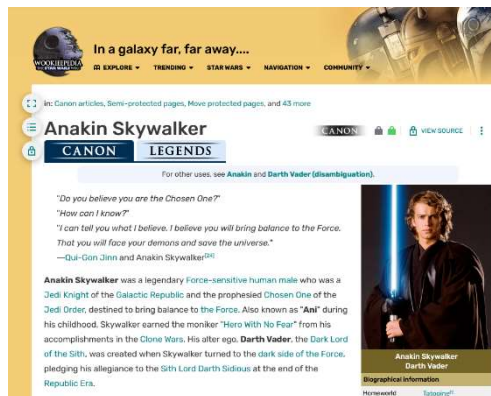 In a galaxy far, far away....
WOOKIEEPEDIA
STAR WARS
EXPLORE TRENDING STAR WARS NAVIGATION COMMUNITY
in: Canon articles, Semi-protected pages, Move protected pages, and 43 more
Anakin Skywalker
CANON
VIEW SOURCE
CANON LEGENDS
For other uses, see Anakin and Darth Vader (disambiguation).
"Do you believe you are the Chosen One?"
"How can I know?"
"I can tell you what I believe. I believe you will bring balance to the Force.
That you will face your demons and save the universe."
―Qui-Gon Jinn and Anakin Skywalker[24]
Anakin Skywalker was a legendary Force-sensitive human male who was a
Jedi Knight of the Galactic Republic and the prophesied Chosen One of the
Jedi Order, destined to bring balance to the Force. Also known as "Ani" during
his childhood, Skywalker earned the moniker "Hero With No Fear" from his
accomplishments in the Clone Wars. His alter ego, Darth Vader, the Dark Lord
of the Sith, was created when Skywalker turned to the dark side of the Force,
pledging his allegiance to the Sith Lord Darth Sidious at the end of the
Republic Era.
Anakin Skywalker
Darth Vader
Biographical information
Homeworld Tatooine